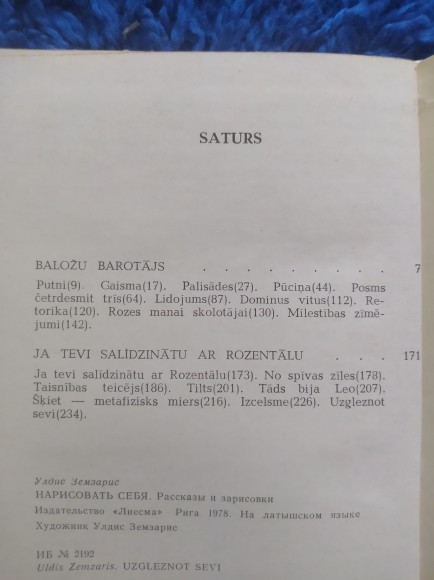 SATURS
BALOŽU BAROTĀJS . . . . . . . . . 7
Putni(9). Gaisma(17). Palisādes(27). Pūciņa(44). Posms
četrdesmit trīs(64). Lidojums(87). Dominus vitus(112). Re-
torika(120). Rozes manai skolotājai(130). Mīlestības zīmē-
jumi(142).
JA TEVI SALĪDZINĀTU AR ROZENTĀLU . . . 171
Ja tevi salīdzinātu ar Rozentālu(173). No spīvas zīles(178).
Taisnības teicējs(186). Tilts(201). Tāds bija Leo(207).
Šķiet — metafizisks miers(216). Izcelsme(226). Uzgleznot
sevi(234).
Улдис Земзарис
НАРИСОВАТЬ СЕБЯ. Рассказы и зарисовки
Издательство «Лиесма» Рига 1978. На латышском языке
Художник Улдис Земзарис
ИБ № 2192
Uldis Zemzaris. UZGLEZNOT SEVI